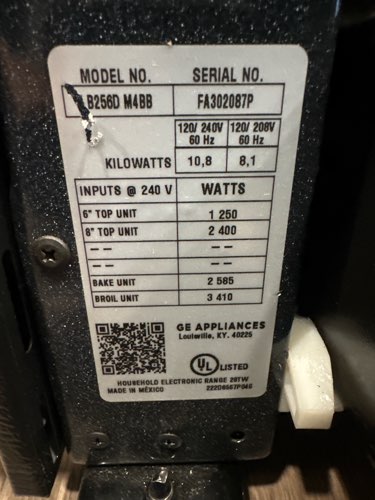 MODEL NO. SERIAL NO.
B256D M4BB FA302087P
120/ 240V 120/ 208V
60 Hz 60 Hz
KILOWATTS 10,8 8,1
INPUTS @ 240 V WATTS
6" TOP UNIT 1 250
8" TOP UNIT 2 400
-- --
-- --
BAKE UNIT 2 585
BROIL UNIT 3 410
GE APPLIANCES
Louisville, KY. 40225
UL LISTED
HOUSEHOLD ELECTRONIC RANGE 28YW
MADE IN MÉXICO